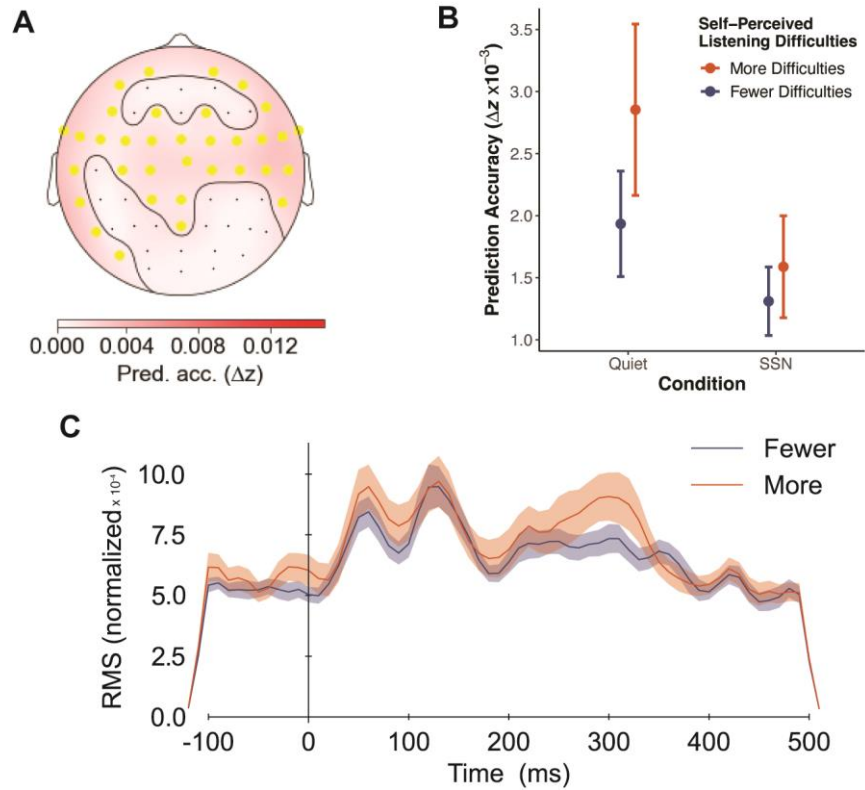 A
0.000 0.004 0.008 0.012
Pred. acc. (Δz)
B
Self−Perceived
Listening Difficulties
More Difficulties
Fewer Difficulties
Prediction Accuracy (Δz x10⁻³)
3.5
3.0
2.5
2.0
1.5
1.0
Quiet SSN
Condition
C
Fewer
More
RMS (normalized x 10⁻⁴)
10.0
7.5
5.0
2.5
0.0
-100 0 100 200 300 400 500
Time (ms)